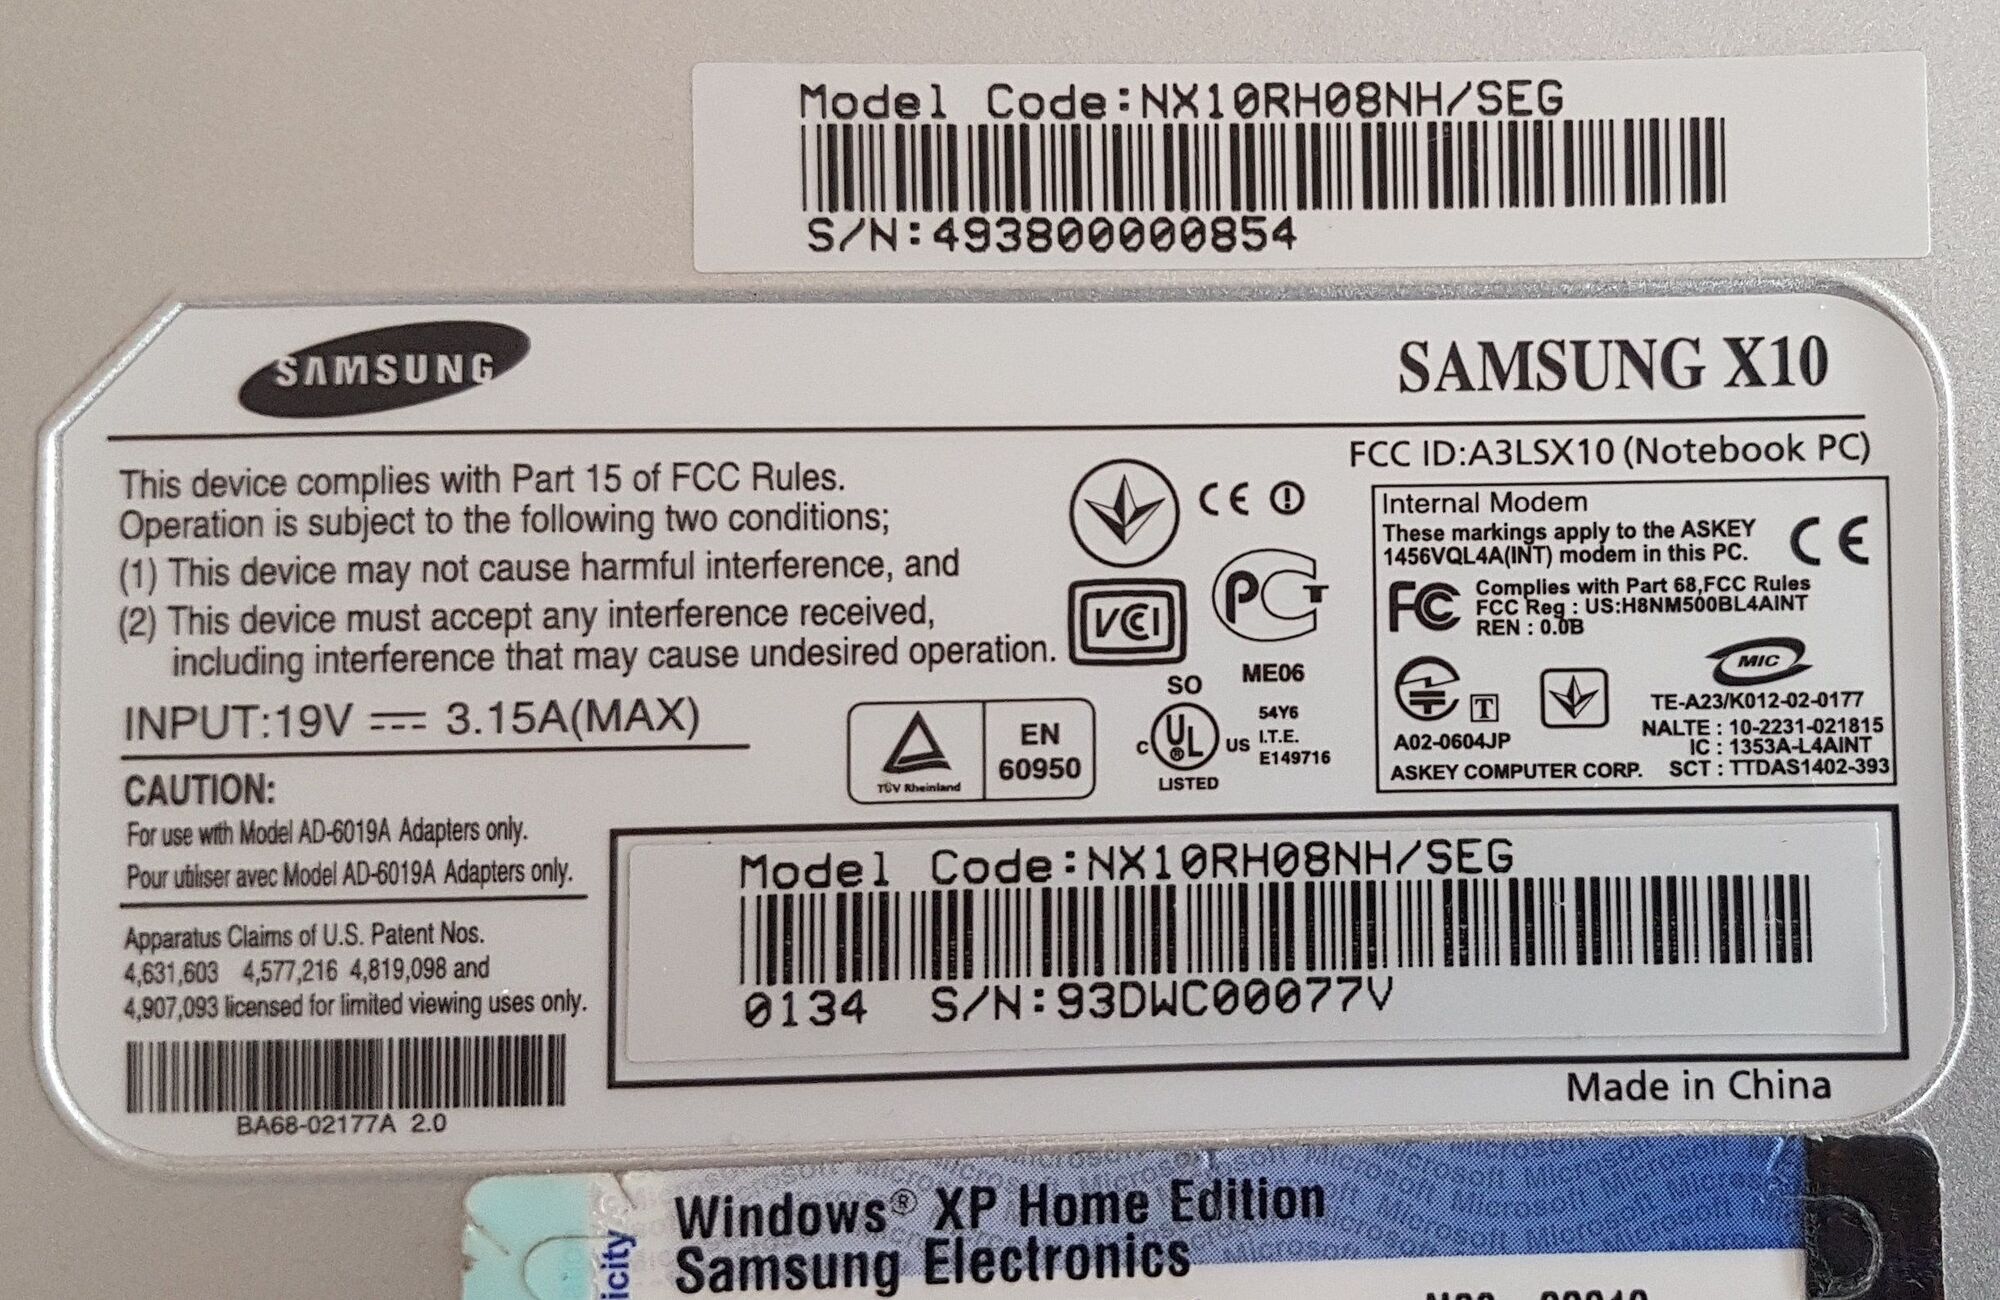 Model Code:NX10RH08NH/SEG
S/N:493800000854
SAMSUNG
SAMSUNG X10
This device complies with Part 15 of FCC Rules.
Operation is subject to the following two conditions;
(1) This device may not cause harmful interference, and
(2) This device must accept any interference received,
including interference that may cause undesired operation.
INPUT:19V ⎓ 3.15A(MAX)
CAUTION:
For use with Model AD-6019A Adapters only.
Pour utiliser avec Model AD-6019A Adapters only.
Apparatus Claims of U.S. Patent Nos.
4,631,603 4,577,216 4,819,098 and
4,907,093 licensed for limited viewing uses only.
BA68-02177A 2.0
CE
VCEI
PCT
ME06
TÜV Rheinland
EN
60950
SO
C UL® US
LISTED
54Y6
I.T.E.
E149716
FCC ID:A3LSX10 (Notebook PC)
Internal Modem
These markings apply to the ASKEY
1456VQL4A(INT) modem in this PC.
CE
FC
Complies with Part 68,FCC Rules
FCC Reg : US:H8NM500BL4AINT
REN : 0.0B
MIC
T
A02-0604JP
TE-A23/K012-02-0177
NALTE : 10-2231-021815
IC : 1353A-L4AINT
ASKEY COMPUTER CORP. SCT : TTDAS1402-393
Model Code:NX10RH08NH/SEG
0134 S/N:93DWC00077V
Made in China
Windows® XP Home Edition
Samsung Electronics